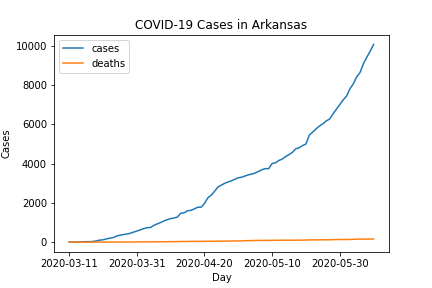 COVID-19 Cases in Arkansas
cases
deaths
10000
8000
6000
4000
2000
0
Cases
2020-03-11 2020-03-31 2020-04-20 2020-05-10 2020-05-30
Day